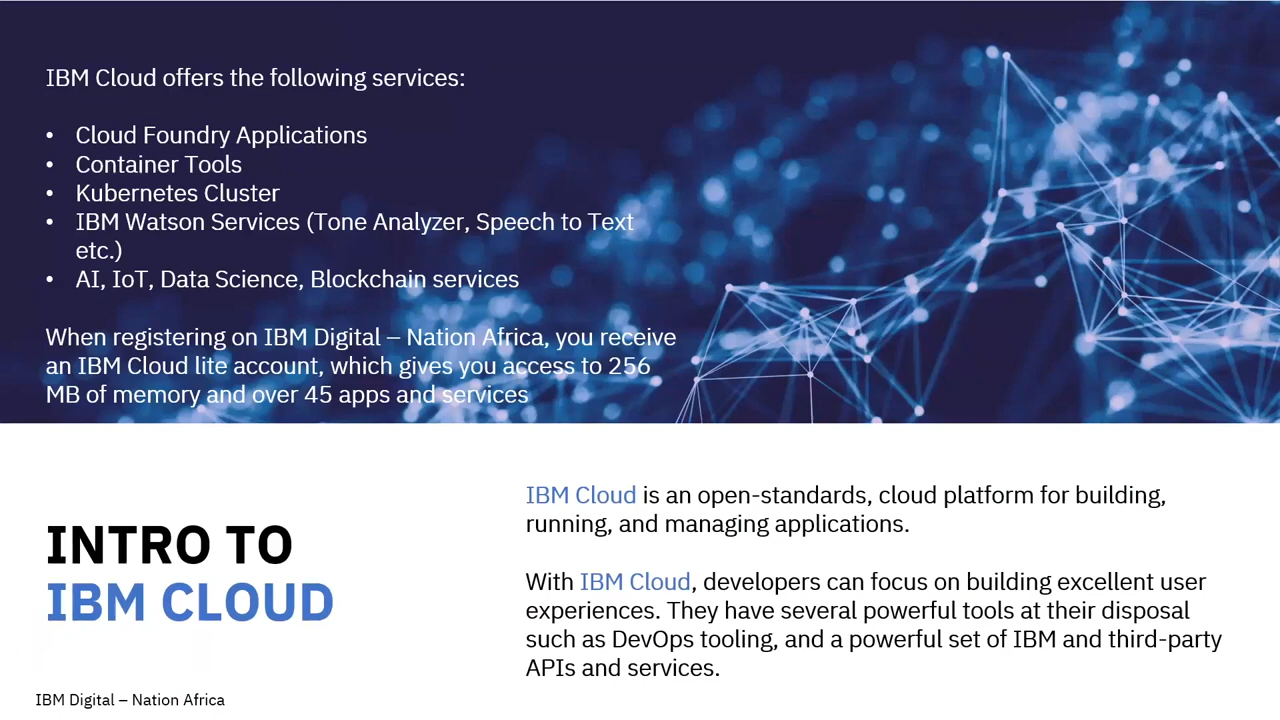 IBM Cloud offers the following services:
• Cloud Foundry Applications
• Container Tools
• Kubernetes Cluster
• IBM Watson Services (Tone Analyzer, Speech to Text
etc.)
• AI, IoT, Data Science, Blockchain services
When registering on IBM Digital – Nation Africa, you receive
an IBM Cloud lite account, which gives you access to 256
MB of memory and over 45 apps and services
INTRO TO
IBM CLOUD
IBM Cloud is an open-standards, cloud platform for building,
running, and managing applications.
With IBM Cloud, developers can focus on building excellent user
experiences. They have several powerful tools at their disposal
such as DevOps tooling, and a powerful set of IBM and third-party
APIs and services.
IBM Digital – Nation Africa